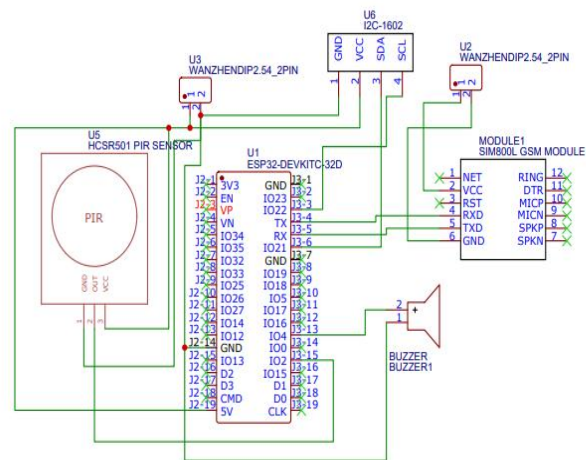 U6
I2C-1602
GND
VCC
SDA
SCL
1
2
3
4
U3
WANZHENDIP2.54_2PIN
1 2
1 2
U2
WANZHENDIP2.54_2PIN
1 2
1 2
U5
HCSR501 PIR SENSOR
PIR
GND
OUT
VCC
1
2
3
U1
ESP32-DEVKITC-32D
J2-1 3V3 GND J3-1
J2-2 EN IO23 J3-2
J2-3 VP IO22 J3-3
J2-4 VN TX J3-4
J2-5 IO34 RX J3-5
J2-6 IO35 IO21 J3-6
J2-7 IO32 GND J3-7
J2-8 IO33 IO19 J3-8
J2-9 IO25 IO18 J3-9
J2-10 IO26 IO5 J3-10
J2-11 IO27 IO17 J3-11
J2-12 IO14 IO16 J3-12
J2-13 IO12 IO4 J3-13
J2-14 GND IO0 J3-14
J2-15 IO13 IO2 J3-15
J2-16 D2 IO15 J3-16
J2-17 D3 D1 J3-17
J2-18 CMD D0 J3-18
J2-19 5V CLK J3-19
MODULE1
SIM800L GSM MODULE
1 NET RING 12
2 VCC DTR 11
3 RST MICP 10
4 RXD MICN 9
5 TXD SPKP 8
6 GND SPKN 7
2 +
1
BUZZER
BUZZER1